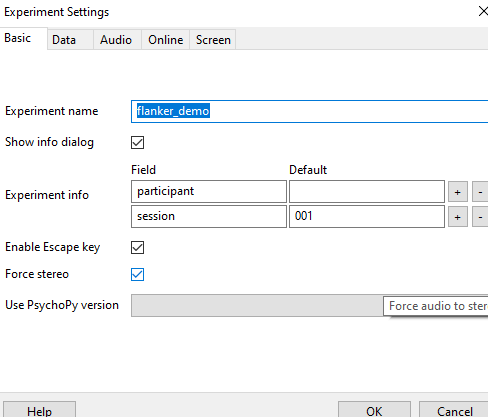 Experiment Settings
Basic Data Audio Online Screen
Experiment name flanker_demo
Show info dialog
Field Default
Experiment info participant + -
session 001 + -
Enable Escape key
Force stereo
Use PsychoPy version Force audio to ster
Help OK Cancel